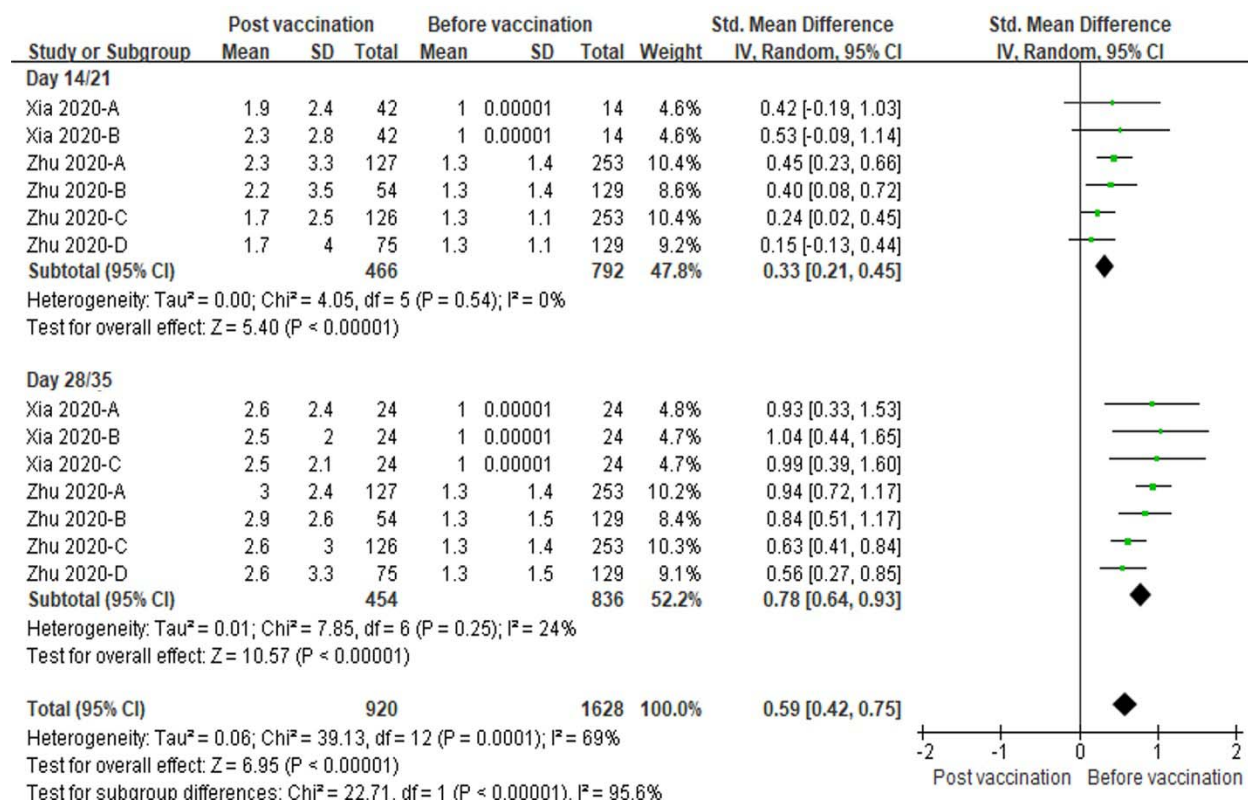 Post vaccination Before vaccination Std. Mean Difference Std. Mean Difference
Study or Subgroup Mean SD Total Mean SD Total Weight IV, Random, 95% CI IV, Random, 95% CI
Day 14/21
Xia 2020-A 1.9 2.4 42 1 0.00001 14 4.6% 0.42 [-0.19, 1.03]
Xia 2020-B 2.3 2.8 42 1 0.00001 14 4.6% 0.53 [-0.09, 1.14]
Zhu 2020-A 2.3 3.3 127 1.3 1.4 253 10.4% 0.45 [0.23, 0.66]
Zhu 2020-B 2.2 3.5 54 1.3 1.4 129 8.6% 0.40 [0.08, 0.72]
Zhu 2020-C 1.7 2.5 126 1.3 1.1 253 10.4% 0.24 [0.02, 0.45]
Zhu 2020-D 1.7 4 75 1.3 1.1 129 9.2% 0.15 [-0.13, 0.44]
Subtotal (95% CI) 466 792 47.8% 0.33 [0.21, 0.45]
Heterogeneity: Tau² = 0.00; Chi² = 4.05, df = 5 (P = 0.54); I² = 0%
Test for overall effect: Z = 5.40 (P < 0.00001)
Day 28/35
Xia 2020-A 2.6 2.4 24 1 0.00001 24 4.8% 0.93 [0.33, 1.53]
Xia 2020-B 2.5 2 24 1 0.00001 24 4.7% 1.04 [0.44, 1.65]
Xia 2020-C 2.5 2.1 24 1 0.00001 24 4.7% 0.99 [0.39, 1.60]
Zhu 2020-A 3 2.4 127 1.3 1.4 253 10.2% 0.94 [0.72, 1.17]
Zhu 2020-B 2.9 2.6 54 1.3 1.5 129 8.4% 0.84 [0.51, 1.17]
Zhu 2020-C 2.6 3 126 1.3 1.4 253 10.3% 0.63 [0.41, 0.84]
Zhu 2020-D 2.6 3.3 75 1.3 1.5 129 9.1% 0.56 [0.27, 0.85]
Subtotal (95% CI) 454 836 52.2% 0.78 [0.64, 0.93]
Heterogeneity: Tau² = 0.01; Chi² = 7.85, df = 6 (P = 0.25); I² = 24%
Test for overall effect: Z = 10.57 (P < 0.00001)
Total (95% CI) 920 1628 100.0% 0.59 [0.42, 0.75]
Heterogeneity: Tau² = 0.06; Chi² = 39.13, df = 12 (P = 0.0001); I² = 69%
Test for overall effect: Z = 6.95 (P < 0.00001)
Test for subgroup differences: Chi² = 22.71, df = 1 (P < 0.00001), I² = 95.6%
-2 -1 0 1 2
Post vaccination Before vaccination